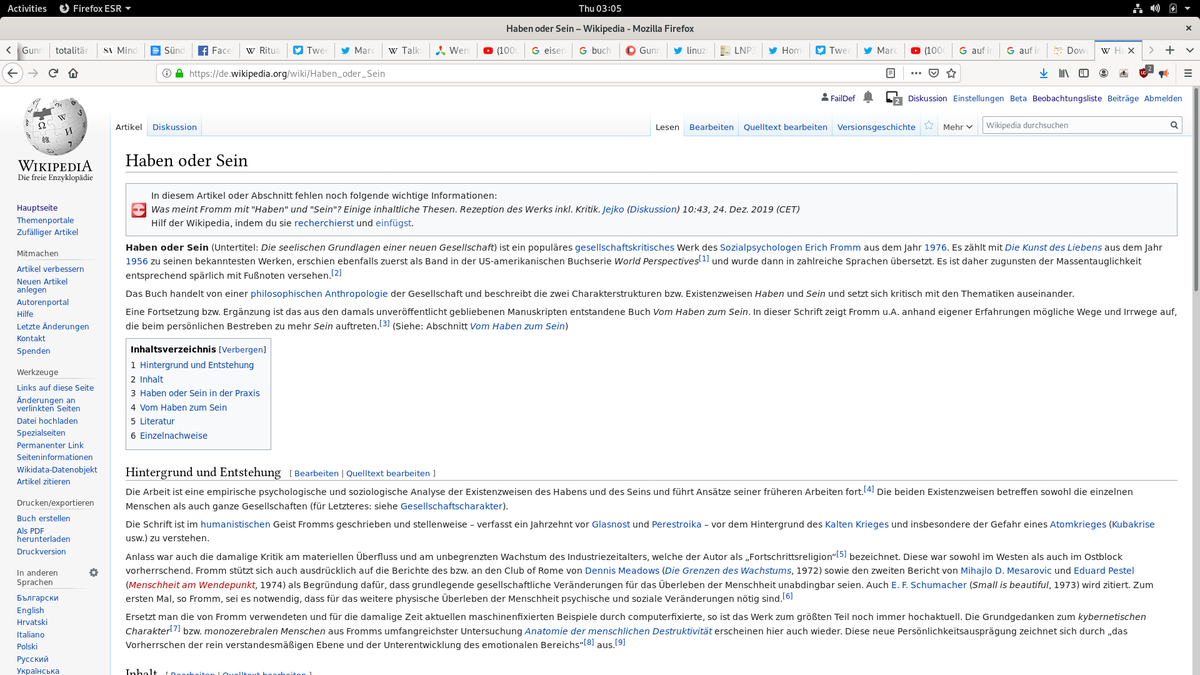 Activities Firefox ESR Thu 03:05
Haben oder Sein – Wikipedia - Mozilla Firefox
Gunn totalitär SA Mind Sünd Face W Ritua Twee Marc W Talk: Wen (100( G eiser G buch Gunn linuz LNP3 Hom Twee Marc (100( G auf in G auf in Dow W H
https://de.wikipedia.org/wiki/Haben_oder_Sein 2
FailDef 2 Diskussion Einstellungen Beta Beobachtungsliste Beiträge Abmelden
Artikel Diskussion Lesen Bearbeiten Quelltext bearbeiten Versionsgeschichte Mehr Wikipedia durchsuchen
WIKIPEDIA
Die freie Enzyklopädie
Hauptseite
Themenportale
Zufälliger Artikel
Mitmachen
Artikel verbessern
Neuen Artikel
anlegen
Autorenportal
Hilfe
Letzte Änderungen
Kontakt
Spenden
Werkzeuge
Links auf diese Seite
Änderungen an
verlinkten Seiten
Datei hochladen
Spezialseiten
Permanenter Link
Seiteninformationen
Wikidata-Datenobjekt
Artikel zitieren
Drucken/exportieren
Buch erstellen
Als PDF
herunterladen
Druckversion
In anderen
Sprachen
Български
English
Hrvatski
Italiano
Polski
Русский
Українська
Haben oder Sein
In diesem Artikel oder Abschnitt fehlen noch folgende wichtige Informationen:
Was meint Fromm mit "Haben" und "Sein"? Einige inhaltliche Thesen. Rezeption des Werks inkl. Kritik. Jejko (Diskussion) 10:43, 24. Dez. 2019 (CET)
Hilf der Wikipedia, indem du sie recherchierst und einfügst.
Haben oder Sein (Untertitel: Die seelischen Grundlagen einer neuen Gesellschaft) ist ein populäres gesellschaftskritisches Werk des Sozialpsychologen Erich Fromm aus dem Jahr 1976. Es zählt mit Die Kunst des Liebens aus dem Jahr
1956 zu seinen bekanntesten Werken, erschien ebenfalls zuerst als Band in der US-amerikanischen Buchserie World Perspectives[1] und wurde dann in zahlreiche Sprachen übersetzt. Es ist daher zugunsten der Massentauglichkeit
entsprechend spärlich mit Fußnoten versehen.[2]
Das Buch handelt von einer philosophischen Anthropologie der Gesellschaft und beschreibt die zwei Charakterstrukturen bzw. Existenzweisen Haben und Sein und setzt sich kritisch mit den Thematiken auseinander.
Eine Fortsetzung bzw. Ergänzung ist das aus den damals unveröffentlicht gebliebenen Manuskripten entstandene Buch Vom Haben zum Sein. In dieser Schrift zeigt Fromm u.A. anhand eigener Erfahrungen mögliche Wege und Irrwege auf,
die beim persönlichen Bestreben zu mehr Sein auftreten.[3] (Siehe: Abschnitt Vom Haben zum Sein)
Inhaltsverzeichnis [Verbergen]
1 Hintergrund und Entstehung
2 Inhalt
3 Haben oder Sein in der Praxis
4 Vom Haben zum Sein
5 Literatur
6 Einzelnachweise
Hintergrund und Entstehung [ Bearbeiten | Quelltext bearbeiten ]
Die Arbeit ist eine empirische psychologische und soziologische Analyse der Existenzweisen des Habens und des Seins und führt Ansätze seiner früheren Arbeiten fort.[4] Die beiden Existenzweisen betreffen sowohl die einzelnen
Menschen als auch ganze Gesellschaften (für Letzteres: siehe Gesellschaftscharakter).
Die Schrift ist im humanistischen Geist Fromms geschrieben und stellenweise – verfasst ein Jahrzehnt vor Glasnost und Perestroika – vor dem Hintergrund des Kalten Krieges und insbesondere der Gefahr eines Atomkrieges (Kubakrise
usw.) zu verstehen.
Anlass war auch die damalige Kritik am materiellen Überfluss und am unbegrenzten Wachstum des Industriezeitalters, welche der Autor als „Fortschrittsreligion“[5] bezeichnet. Diese war sowohl im Westen als auch im Ostblock
vorherrschend. Fromm stützt sich auch ausdrücklich auf die Berichte des bzw. an den Club of Rome von Dennis Meadows (Die Grenzen des Wachstums, 1972) sowie den zweiten Bericht von Mihajlo D. Mesarovic und Eduard Pestel
(Menschheit am Wendepunkt, 1974) als Begründung dafür, dass grundlegende gesellschaftliche Veränderungen für das Überleben der Menschheit unabdingbar seien. Auch E. F. Schumacher (Small is beautiful, 1973) wird zitiert. Zum
ersten Mal, so Fromm, sei es notwendig, dass für das weitere physische Überleben der Menschheit psychische und soziale Veränderungen nötig sind.[6]
Ersetzt man die von Fromm verwendeten und für die damalige Zeit aktuellen maschinenfixierten Beispiele durch computerfixierte, so ist das Werk zum größten Teil noch immer hochaktuell. Die Grundgedanken zum kybernetischen
Charakter[7] bzw. monozerebralen Menschen aus Fromms umfangreichster Untersuchung Anatomie der menschlichen Destruktivität erscheinen hier auch wieder. Diese neue Persönlichkeitsausprägung zeichnet sich durch „das
Vorherrschen der rein verstandesmäßigen Ebene und der Unterentwicklung des emotionalen Bereichs“[8] aus.[9]
Inhalt [ Bearbeiten | Quelltext bearbeiten ]